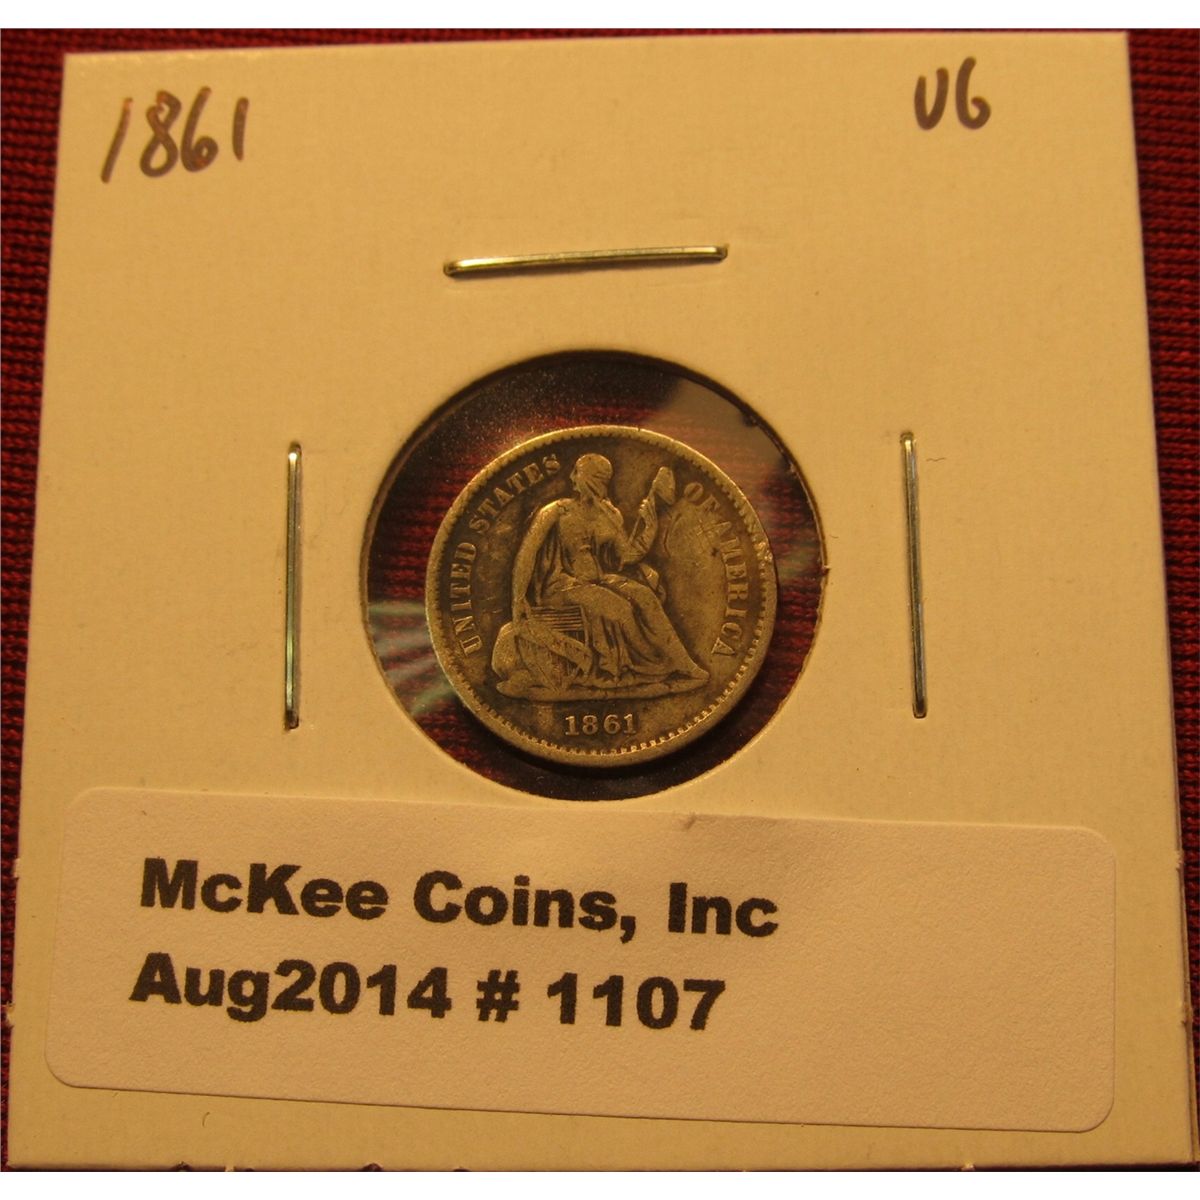 1861 VG
UNITED STATES OF AMERICA
1861
McKee Coins, Inc
Aug2014 # 1107